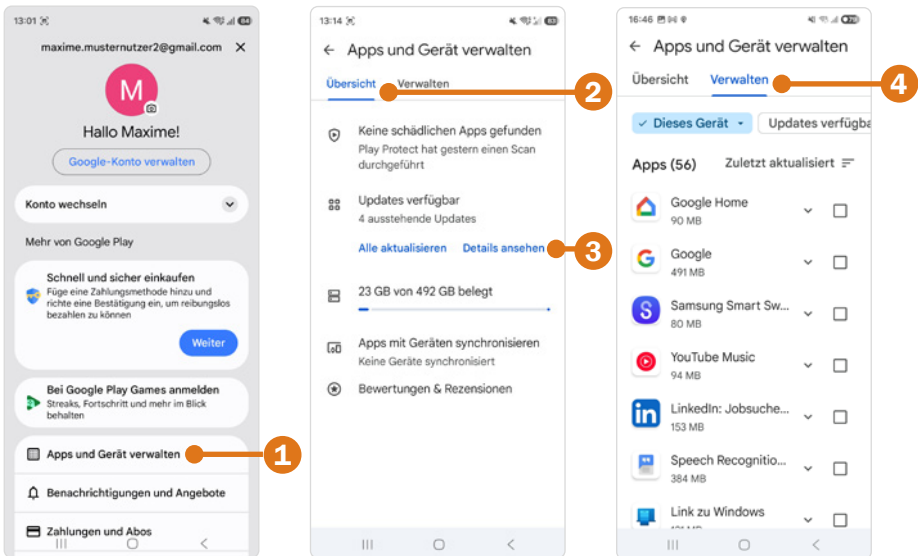 13:01
84
maxime.musternutzer2@gmail.com
M
Hallo Maxime!
Google-Konto verwalten
Konto wechseln
Mehr von Google Play
Schnell und sicher einkaufen
Füge eine Zahlungsmethode hinzu und
richte eine Bestätigung ein, um reibungslos
bezahlen zu können
Weiter
Bei Google Play Games anmelden
Streaks, Fortschritt und mehr im Blick
behalten
Apps und Gerät verwalten
1
Benachrichtigungen und Angebote
Zahlungen und Abos
13:14
83
Apps und Gerät verwalten
Übersicht Verwalten
2
Keine schädlichen Apps gefunden
Play Protect hat gestern einen Scan
durchgeführt
Updates verfügbar
4 ausstehende Updates
Alle aktualisieren Details ansehen
3
23 GB von 492 GB belegt
Apps mit Geräten synchronisieren
Keine Geräte synchronisiert
Bewertungen & Rezensionen
16:46
Apps und Gerät verwalten
Übersicht Verwalten
4
Dieses Gerät Updates verfügba
Apps (56) Zuletzt aktualisiert
Google Home
90 MB
Google
491 MB
Samsung Smart Sw...
80 MB
YouTube Music
94 MB
LinkedIn: Jobsuche...
153 MB
Speech Recognitio...
384 MB
Link zu Windows